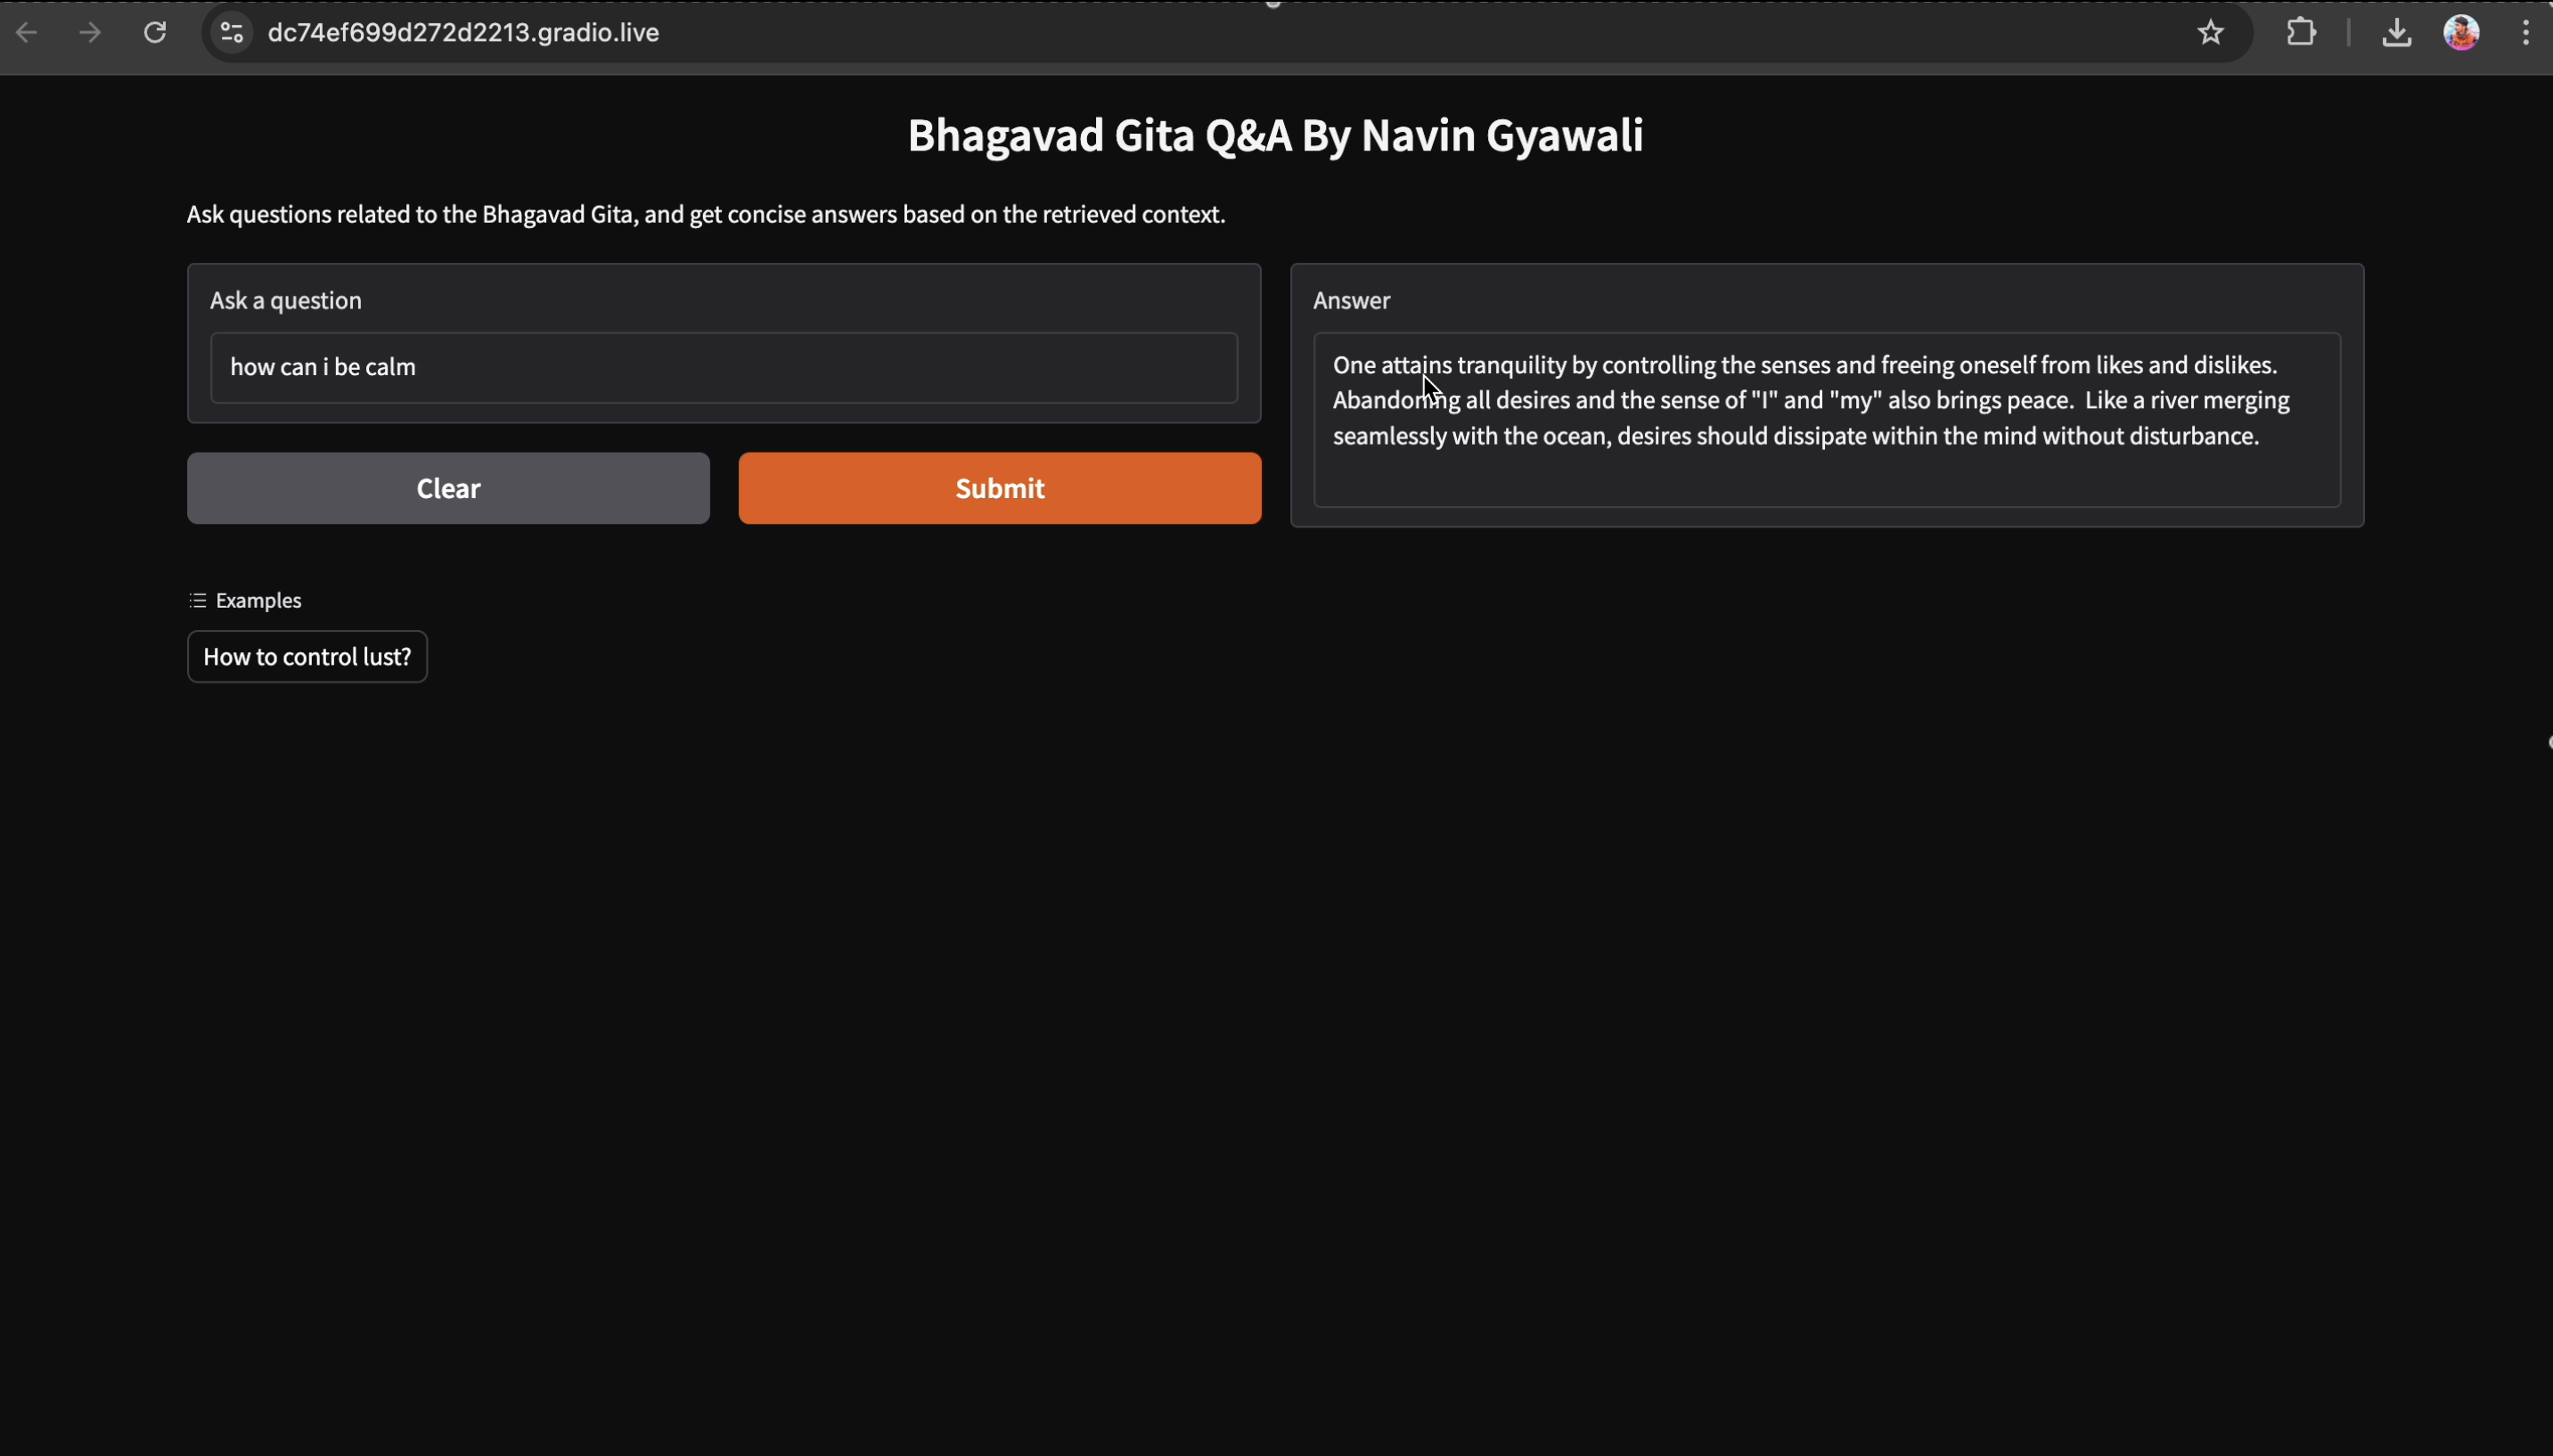 dc74ef699d272d2213.gradio.live
Bhagavad Gita Q&A By Navin Gyawali
Ask questions related to the Bhagavad Gita, and get concise answers based on the retrieved context.
Ask a question
how can i be calm
Clear
Submit
Answer
One attains tranquility by controlling the senses and freeing oneself from likes and dislikes.
Abandoning all desires and the sense of "I" and "my" also brings peace.  Like a river merging
seamlessly with the ocean, desires should dissipate within the mind without disturbance.
Examples
How to control lust?